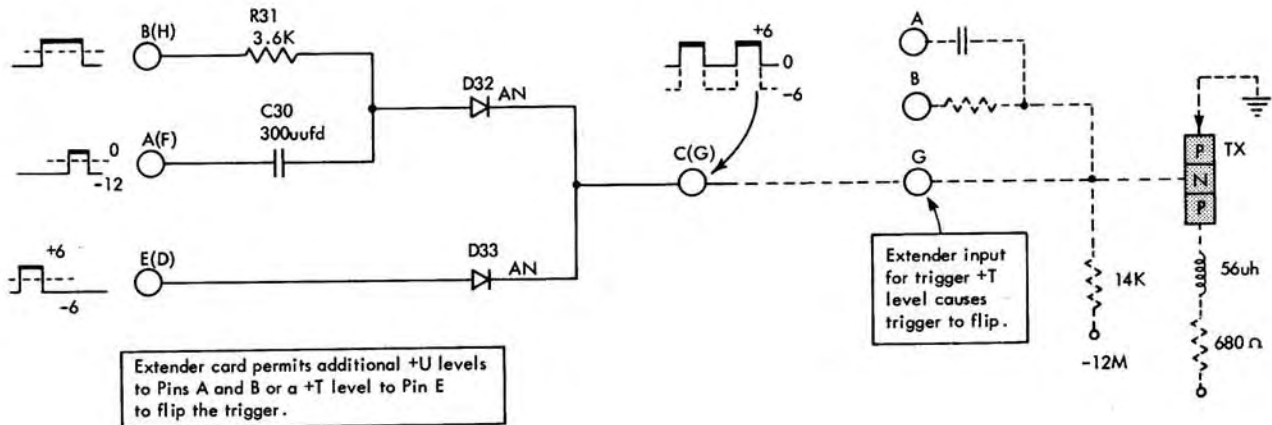 B(H)
R31
3.6K
A(F)
C30
300uufd
0
-12
D32
AN
E(D)
+6
-6
D33
AN
+6
0
-6
C(G)
A
B
G
P
N
P
TX
14K
-12M
56uh
680 Ω
Extender input
for trigger +T
level causes
trigger to flip.
Extender card permits additional +U levels
to Pins A and B or a +T level to Pin E
to flip the trigger.